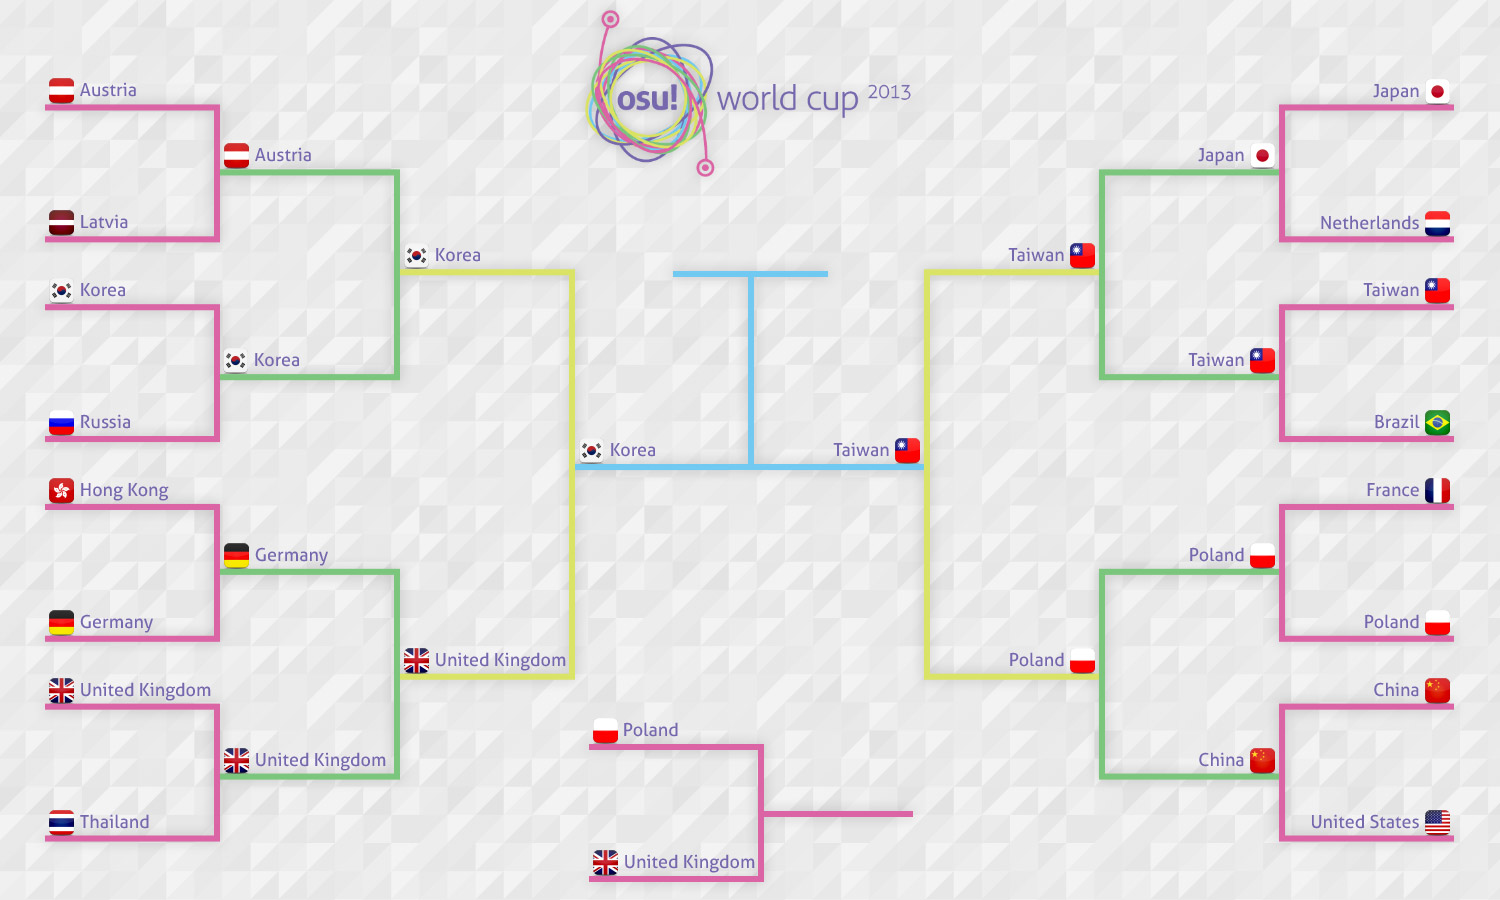 osu! world cup 2013
Austria
Latvia
Korea
Russia
Hong Kong
Germany
United Kingdom
Thailand
Austria
Korea
Germany
United Kingdom
Korea
United Kingdom
Korea
Taiwan
Poland
United Kingdom
Taiwan
Poland
Japan
Taiwan
Poland
China
Japan
Netherlands
Taiwan
Brazil
France
Poland
China
United States